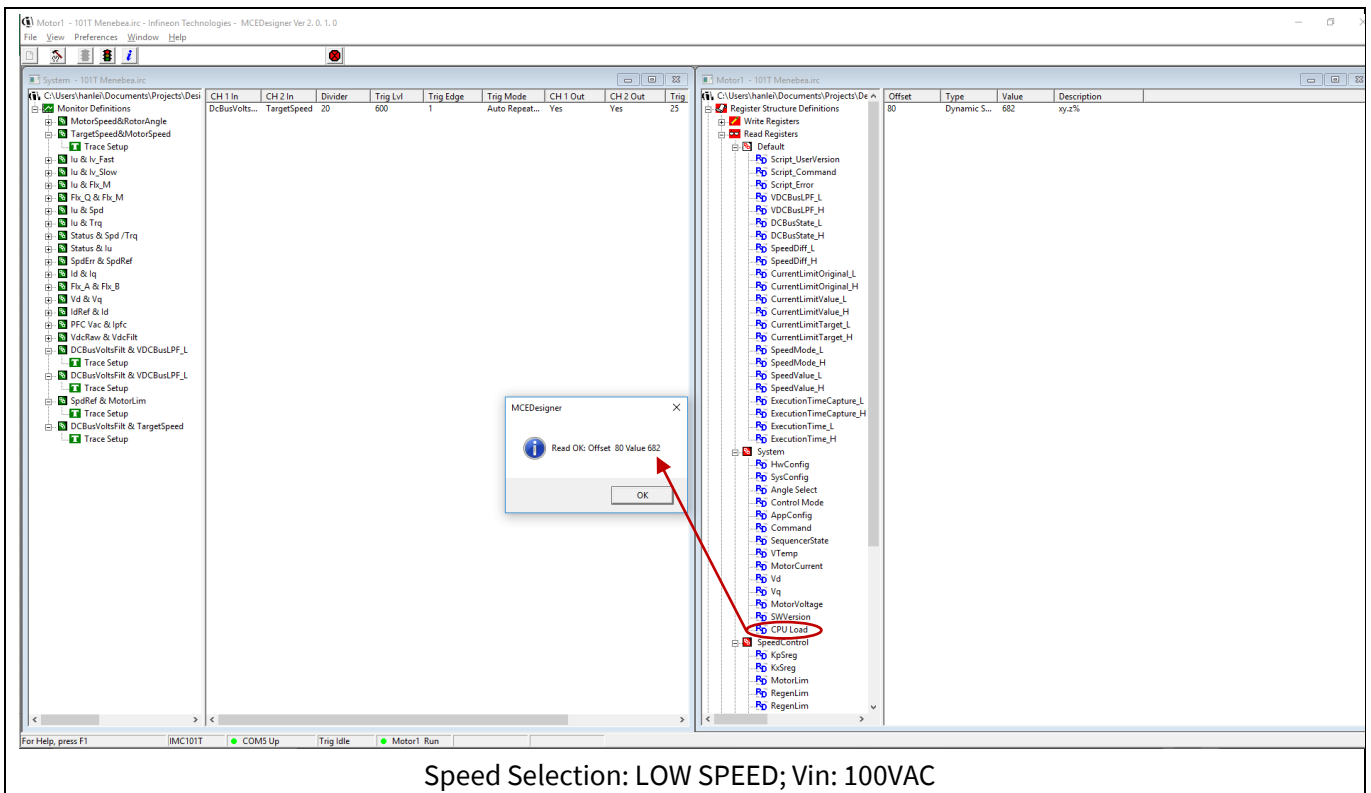 Motor1 - 101T Menebea.irc - Infineon Technologies - MCEDesigner Ver 2. 0. 1. 0
File View Preferences Window Help
System - 101T Menebea.irc
C:\Users\hanlei\Documents\Projects\Desi
Monitor Definitions
MotorSpeed&RotorAngle
TargetSpeed&MotorSpeed
Trace Setup
Iu & Iv_Fast
Iu & Iv_Slow
Iu & Flx_M
Flx_Q & Flx_M
Iu & Spd
Iu & Trq
Status & Spd /Trq
Status & Iu
SpdErr & SpdRef
Id & Iq
Flx_A & Flx_B
Vd & Vq
IdRef & Id
PFC Vac & Ipfc
VdcRaw & VdcFilt
DCBusVoltsFilt & VDCBusLPF_L
Trace Setup
DCBusVoltsFilt & VDCBusLPF_L
Trace Setup
SpdRef & MotorLim
Trace Setup
DCBusVoltsFilt & TargetSpeed
Trace Setup
CH 1 In CH 2 In Divider Trig Lvl Trig Edge Trig Mode CH 1 Out CH 2 Out Trig
DcBusVolts... TargetSpeed 20 600 1 Auto Repeat... Yes Yes 25
MCEDesigner
Read OK: Offset 80 Value 682
OK
Motor1 - 101T Menebea.irc
C:\Users\hanlei\Documents\Projects\De
Register Structure Definitions
Write Registers
Read Registers
Default
Script_UserVersion
Script_Command
Script_Error
VDCBusLPF_L
VDCBusLPF_H
DCBusState_L
DCBusState_H
SpeedDiff_L
SpeedDiff_H
CurrentLimitOriginal_L
CurrentLimitOriginal_H
CurrentLimitValue_L
CurrentLimitValue_H
CurrentLimitTarget_L
CurrentLimitTarget_H
SpeedMode_L
SpeedMode_H
SpeedValue_L
SpeedValue_H
ExecutionTimeCapture_L
ExecutionTimeCapture_H
ExecutionTime_L
ExecutionTime_H
System
HwConfig
SysConfig
Angle Select
Control Mode
AppConfig
Command
SequencerState
VTemp
MotorCurrent
Vd
Vq
MotorVoltage
SWVersion
CPU Load
SpeedControl
KpSreg
KxSreg
MotorLim
RegenLim
RegenLim
Offset Type Value Description
80 Dynamic S... 682 xy.z%
For Help, press F1 IMC101T COM5 Up Trig Idle Motor1 Run
Speed Selection: LOW SPEED; Vin: 100VAC